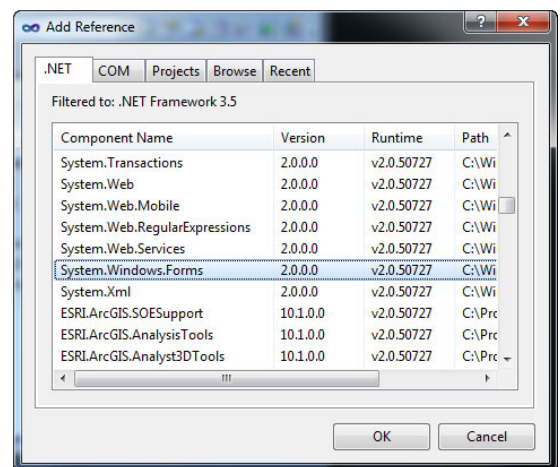 Add Reference
.NET COM Projects Browse Recent
Filtered to: .NET Framework 3.5
Component Name Version Runtime Path
System.Transactions 2.0.0.0 v2.0.50727 C:\Wi
System.Web 2.0.0.0 v2.0.50727 C:\Wi
System.Web.Mobile 2.0.0.0 v2.0.50727 C:\Wi
System.Web.RegularExpressions 2.0.0.0 v2.0.50727 C:\Wi
System.Web.Services 2.0.0.0 v2.0.50727 C:\Wi
System.Windows.Forms 2.0.0.0 v2.0.50727 C:\Wi
System.Xml 2.0.0.0 v2.0.50727 C:\Wi
ESRI.ArcGIS.SOESupport 10.1.0.0 v2.0.50727 C:\Prc
ESRI.ArcGIS.AnalysisTools 10.1.0.0 v2.0.50727 C:\Prc
ESRI.ArcGIS.Analyst3DTools 10.1.0.0 v2.0.50727 C:\Prc
OK Cancel